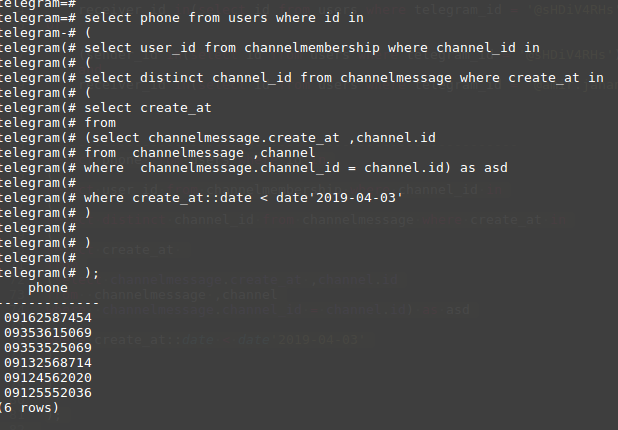 telegram=#
telegram=# select phone from users where id in
telegram-# (
telegram(# select user_id from channelmembership where channel_id in
telegram(# (
telegram(# select distinct channel_id from channelmessage where create_at in
telegram(# (
telegram(# select create_at
telegram(# from
telegram(# (select channelmessage.create_at ,channel.id
telegram(# from  channelmessage ,channel
telegram(# where  channelmessage.channel_id = channel.id) as asd
telegram(#
telegram(# where create_at::date < date'2019-04-03'
telegram(# )
telegram(#
telegram(# )
telegram(#
telegram(# );
phone
-------------
09162587454
09353615069
09353525069
09132568714
09124562020
09125552036
(6 rows)